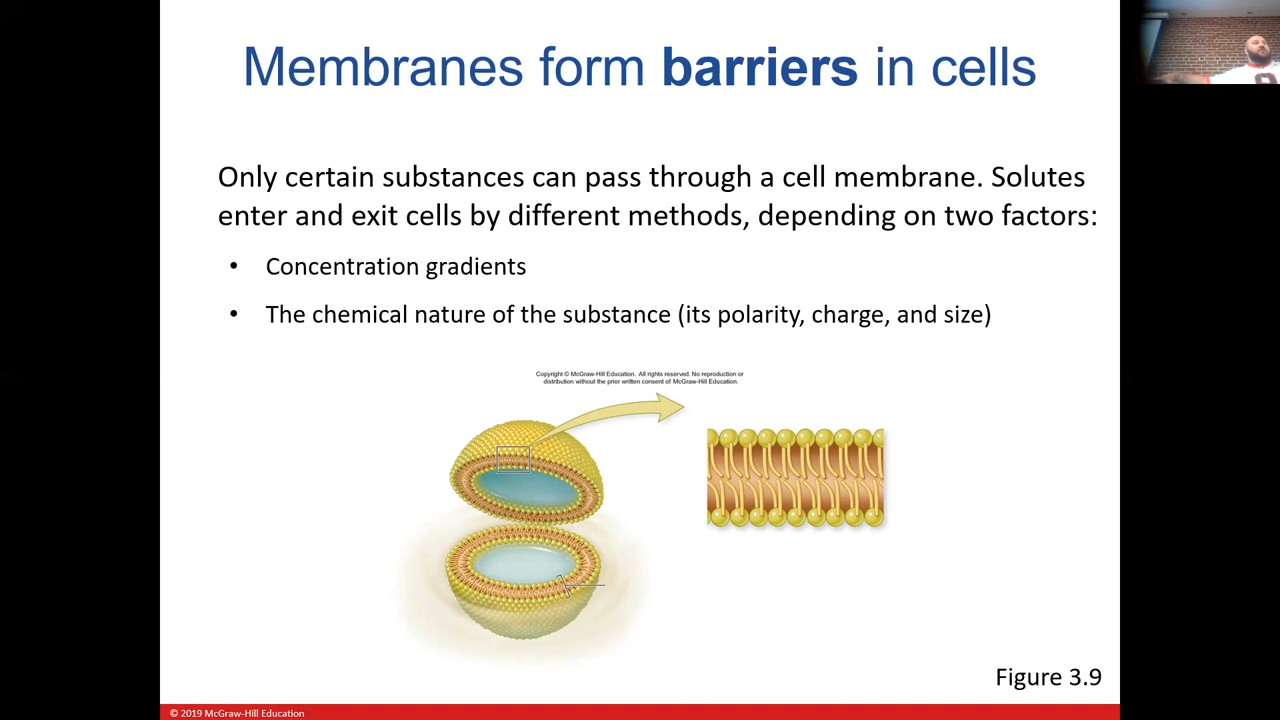 Membranes form barriers in cells
Only certain substances can pass through a cell membrane. Solutes
enter and exit cells by different methods, depending on two factors:
• Concentration gradients
• The chemical nature of the substance (its polarity, charge, and size)
Copyright © McGraw-Hill Education. All rights reserved. No reproduction or
distribution without the prior written consent of McGraw-Hill Education.
Figure 3.9
© 2019 McGraw-Hill Education